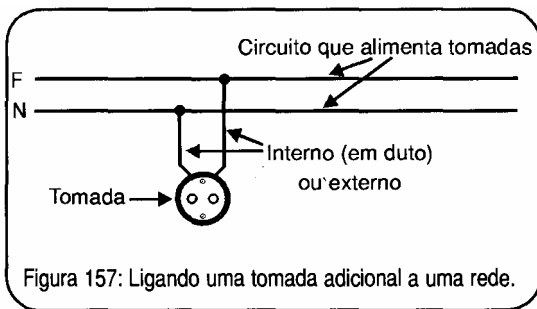 Circuito que alimenta tomadas
F
N
Interno (em duto)
ou externo
Tomada
Figura 157: Ligando uma tomada adicional a uma rede.